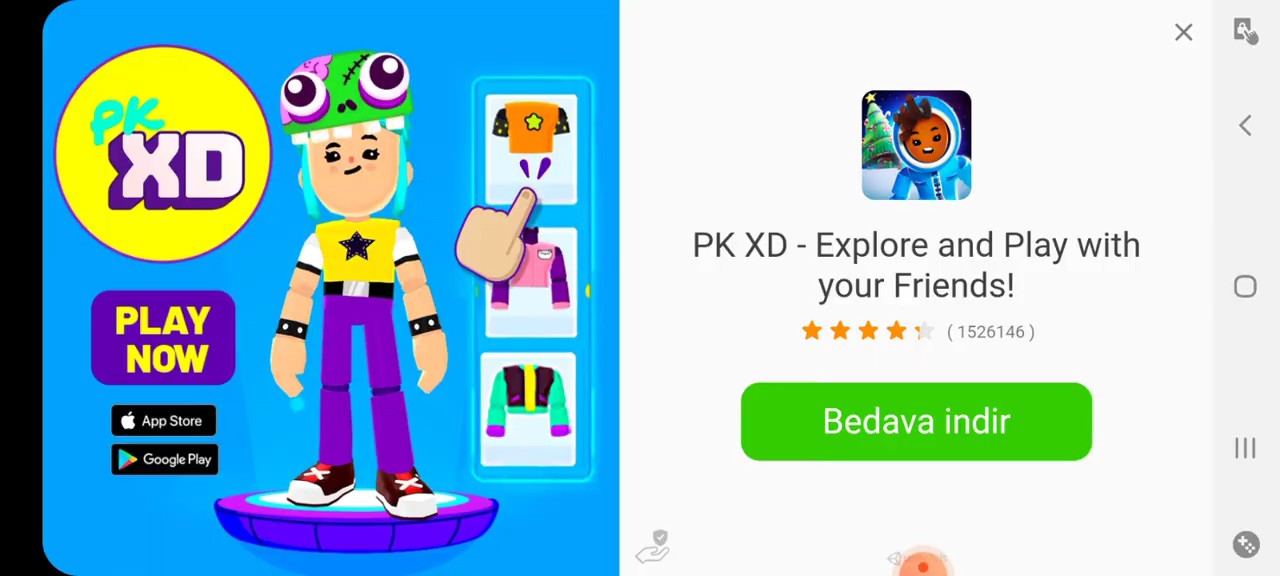 PK
XD
PLAY
NOW
App Store
Google Play
PK XD - Explore and Play with
your Friends!
( 1526146 )
Bedava indir